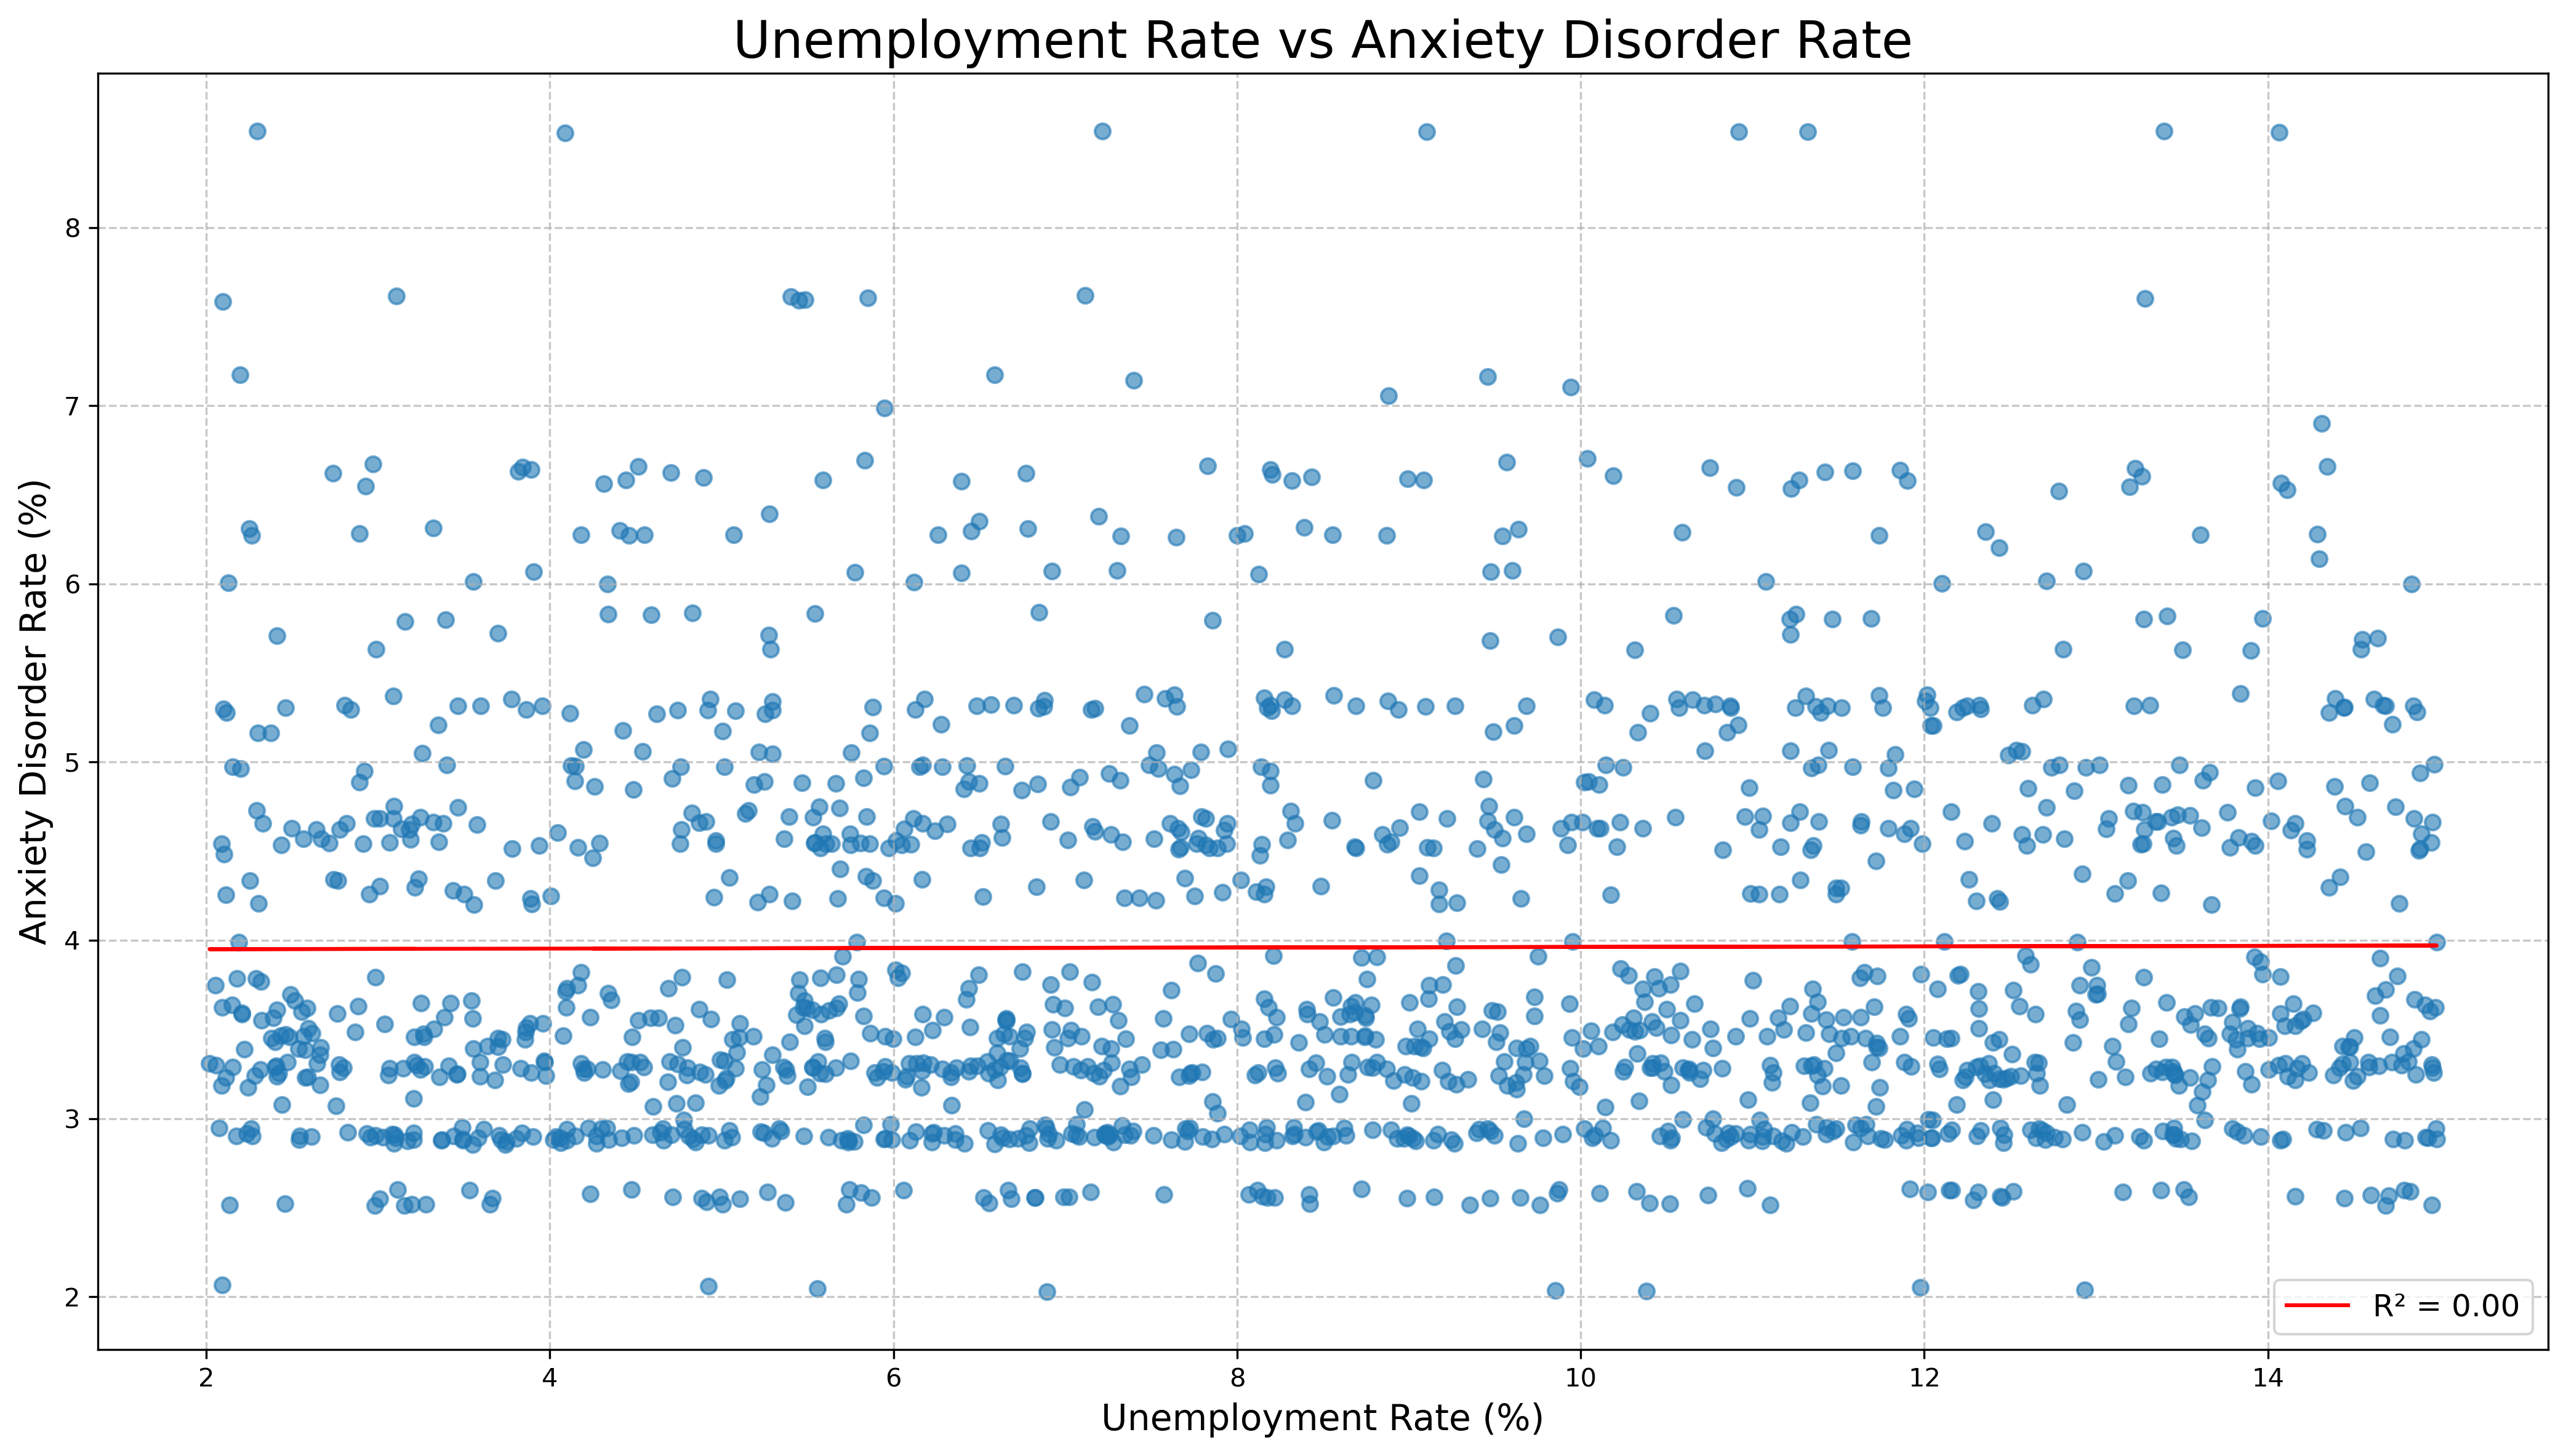 Unemployment Rate vs Anxiety Disorder Rate
Anxiety Disorder Rate (%)
8
7
6
5
4
3
2
R² = 0.00
2 4 6 8 10 12 14
Unemployment Rate (%)